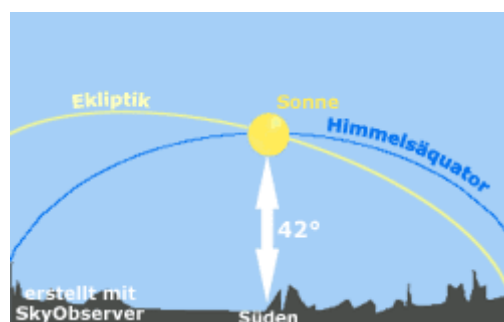 Ekliptik
Sonne
Himmelsäquator
42°
erstellt mit
SkyObserver
Süden